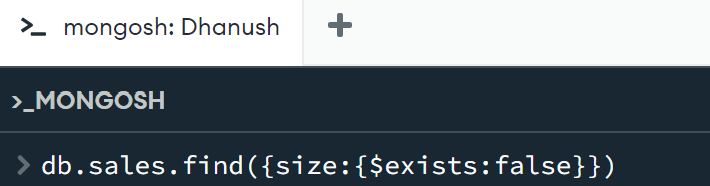 >_ mongosh: Dhanush +
>_MONGOSH
> db.sales.find({size:{$exists:false}})